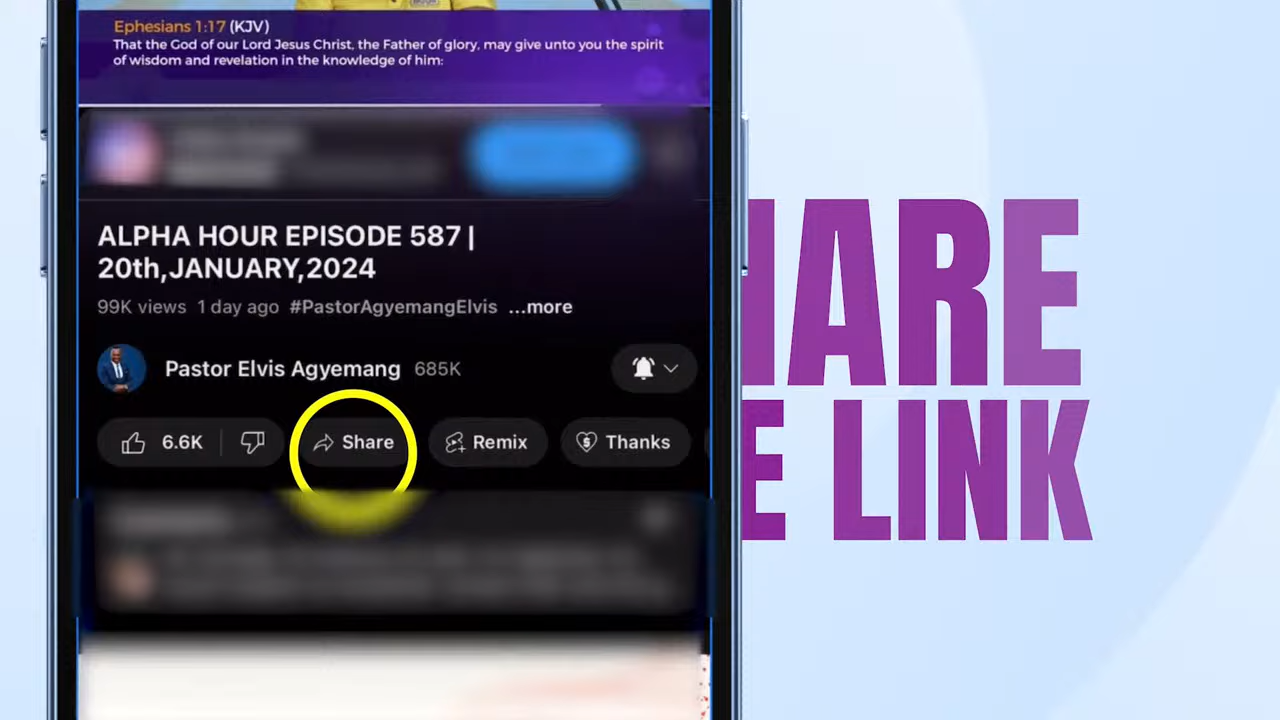 Ephesians 1:17 (KJV)
That the God of our Lord Jesus Christ, the Father of glory, may give unto you the spirit
of wisdom and revelation in the knowledge of him:
ALPHA HOUR EPISODE 587 |
20th,JANUARY,2024
99K views 1 day ago #PastorAgyemangElvis ...more
Pastor Elvis Agyemang 685K
6.6K Share Remix Thanks
HARE
E LINK